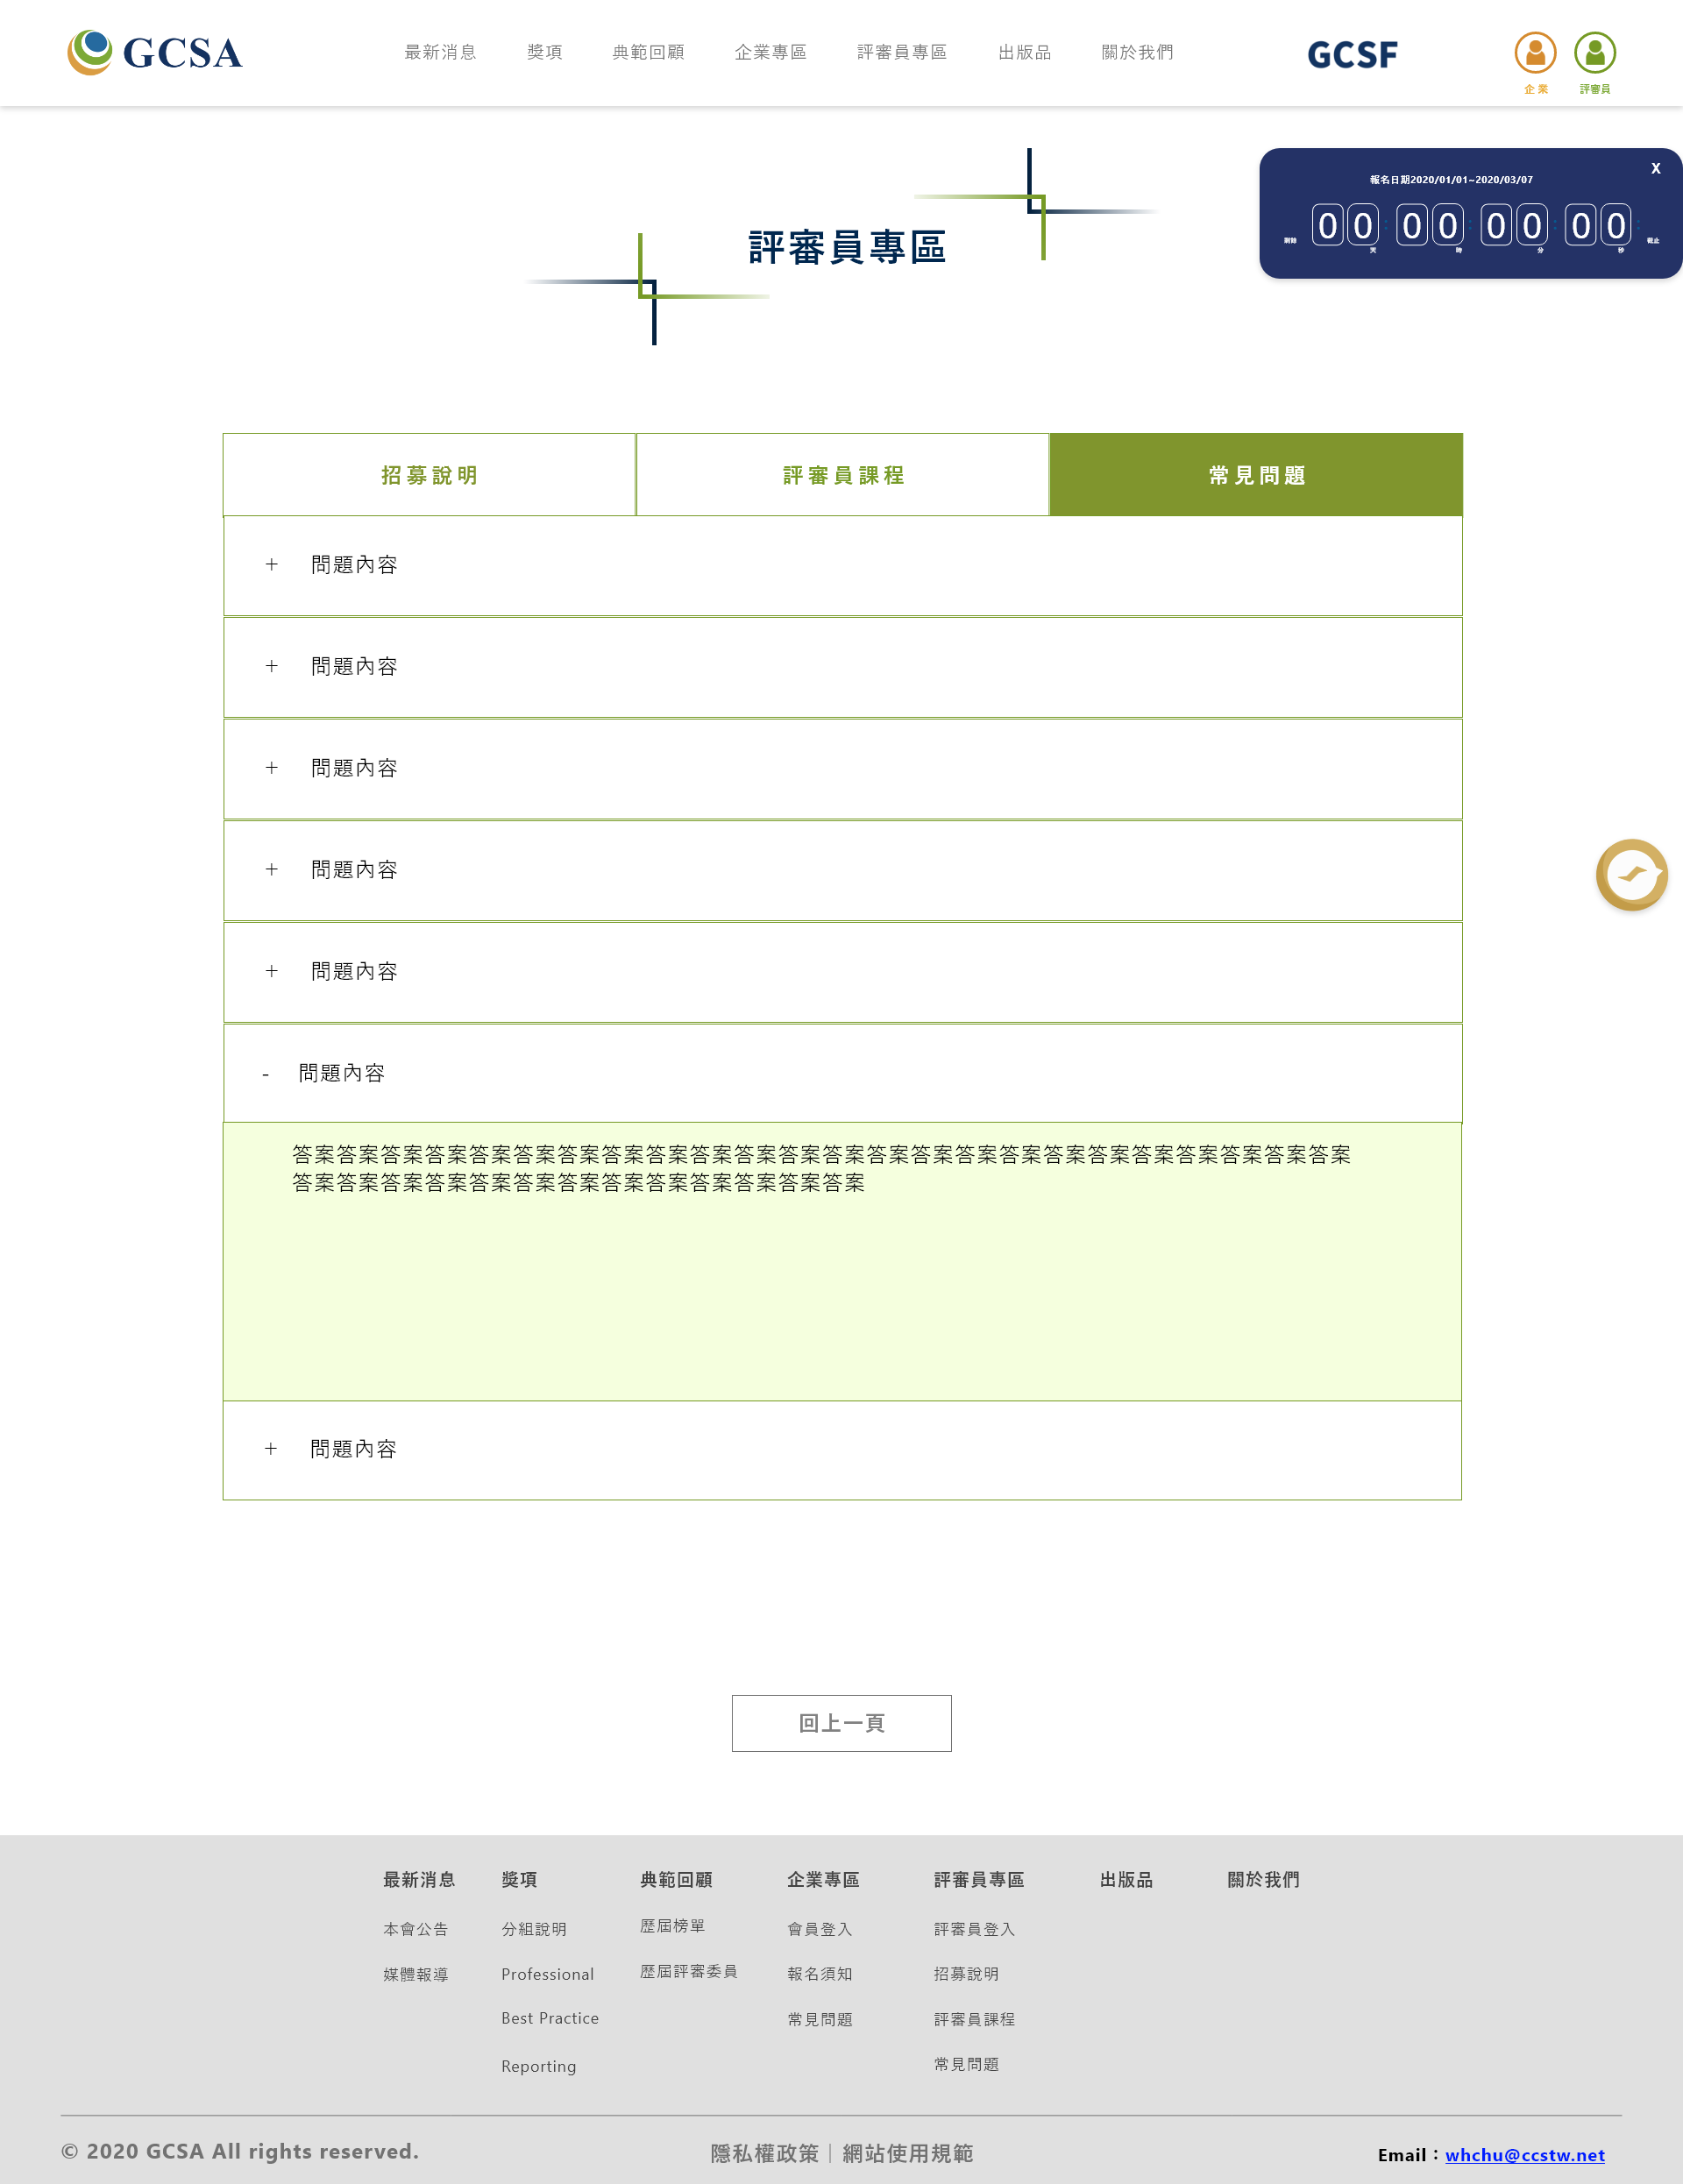 GCSA
最新消息 獎項 典範回顧 企業專區 評審員專區 出版品 關於我們
GCSF
企業 評審員
X
報名日期2020/01/01~2020/03/07
剩餘 00 : 00 : 00 : 00 : 截止
天 時 分 秒
評審員專區
招募說明 評審員課程 常見問題
+ 問題內容
+ 問題內容
+ 問題內容
+ 問題內容
+ 問題內容
- 問題內容
答案答案答案答案答案答案答案答案答案答案答案答案答案答案答案答案答案答案答案答案答案答案答案答案
答案答案答案答案答案答案答案答案答案答案答案答案答案
+ 問題內容
回上一頁
最新消息 獎項 典範回顧 企業專區 評審員專區 出版品 關於我們
本會公告 分組說明 歷屆榜單 會員登入 評審員登入
媒體報導 Professional 歷屆評審委員 報名須知 招募說明
Best Practice 常見問題 評審員課程
Reporting 常見問題
© 2020 GCSA All rights reserved. 隱私權政策｜網站使用規範 Email：whchu@ccstw.net